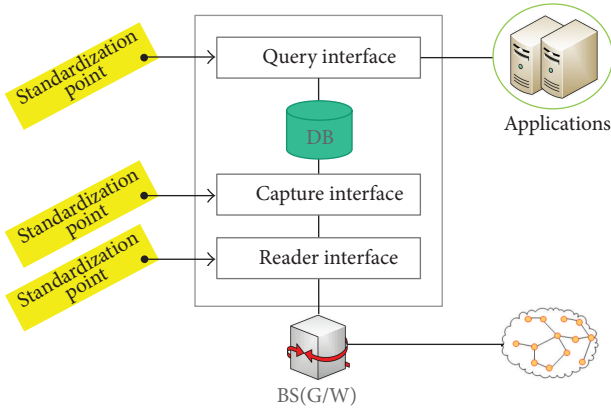 Standardization
point
Query interface
Applications
DB
Standardization
point
Capture interface
Standardization
point
Reader interface
BS(G/W)